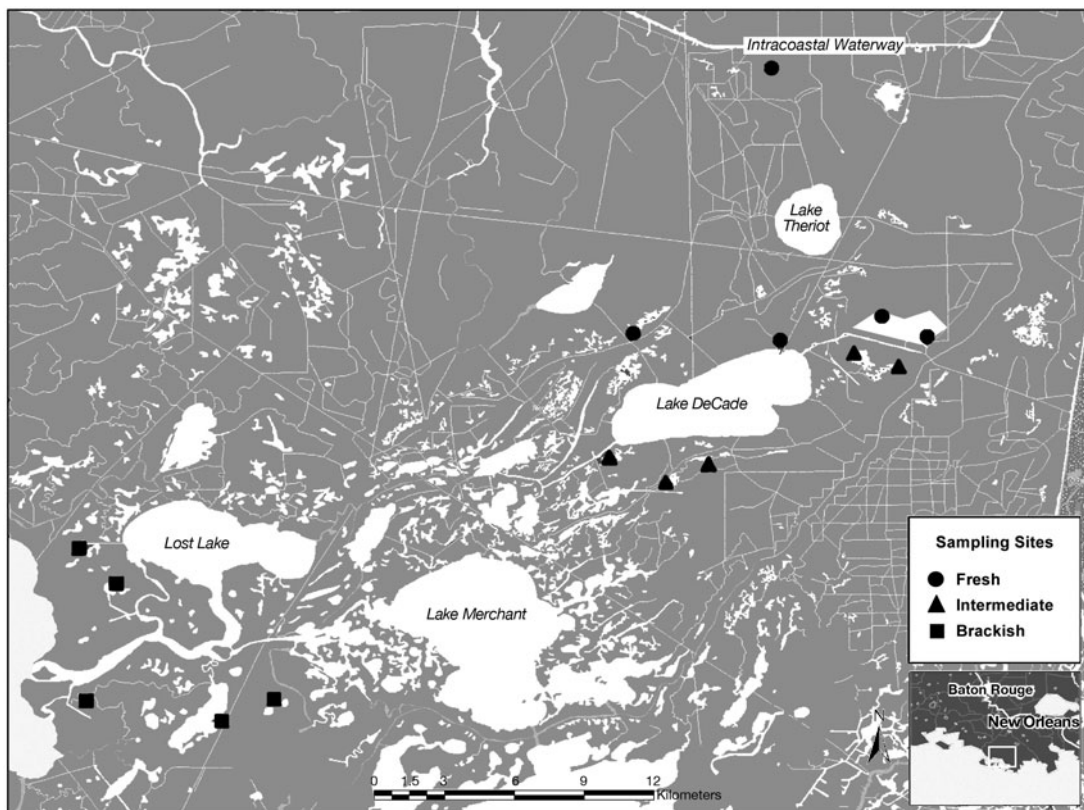 Intracoastal Waterway
Lake
Theriot
Lake DeCade
Lost Lake
Lake Merchant
Sampling Sites
Fresh
Intermediate
Brackish
Baton Rouge
New Orleans
N
0 1.5 3 6 9 12
Kilometers